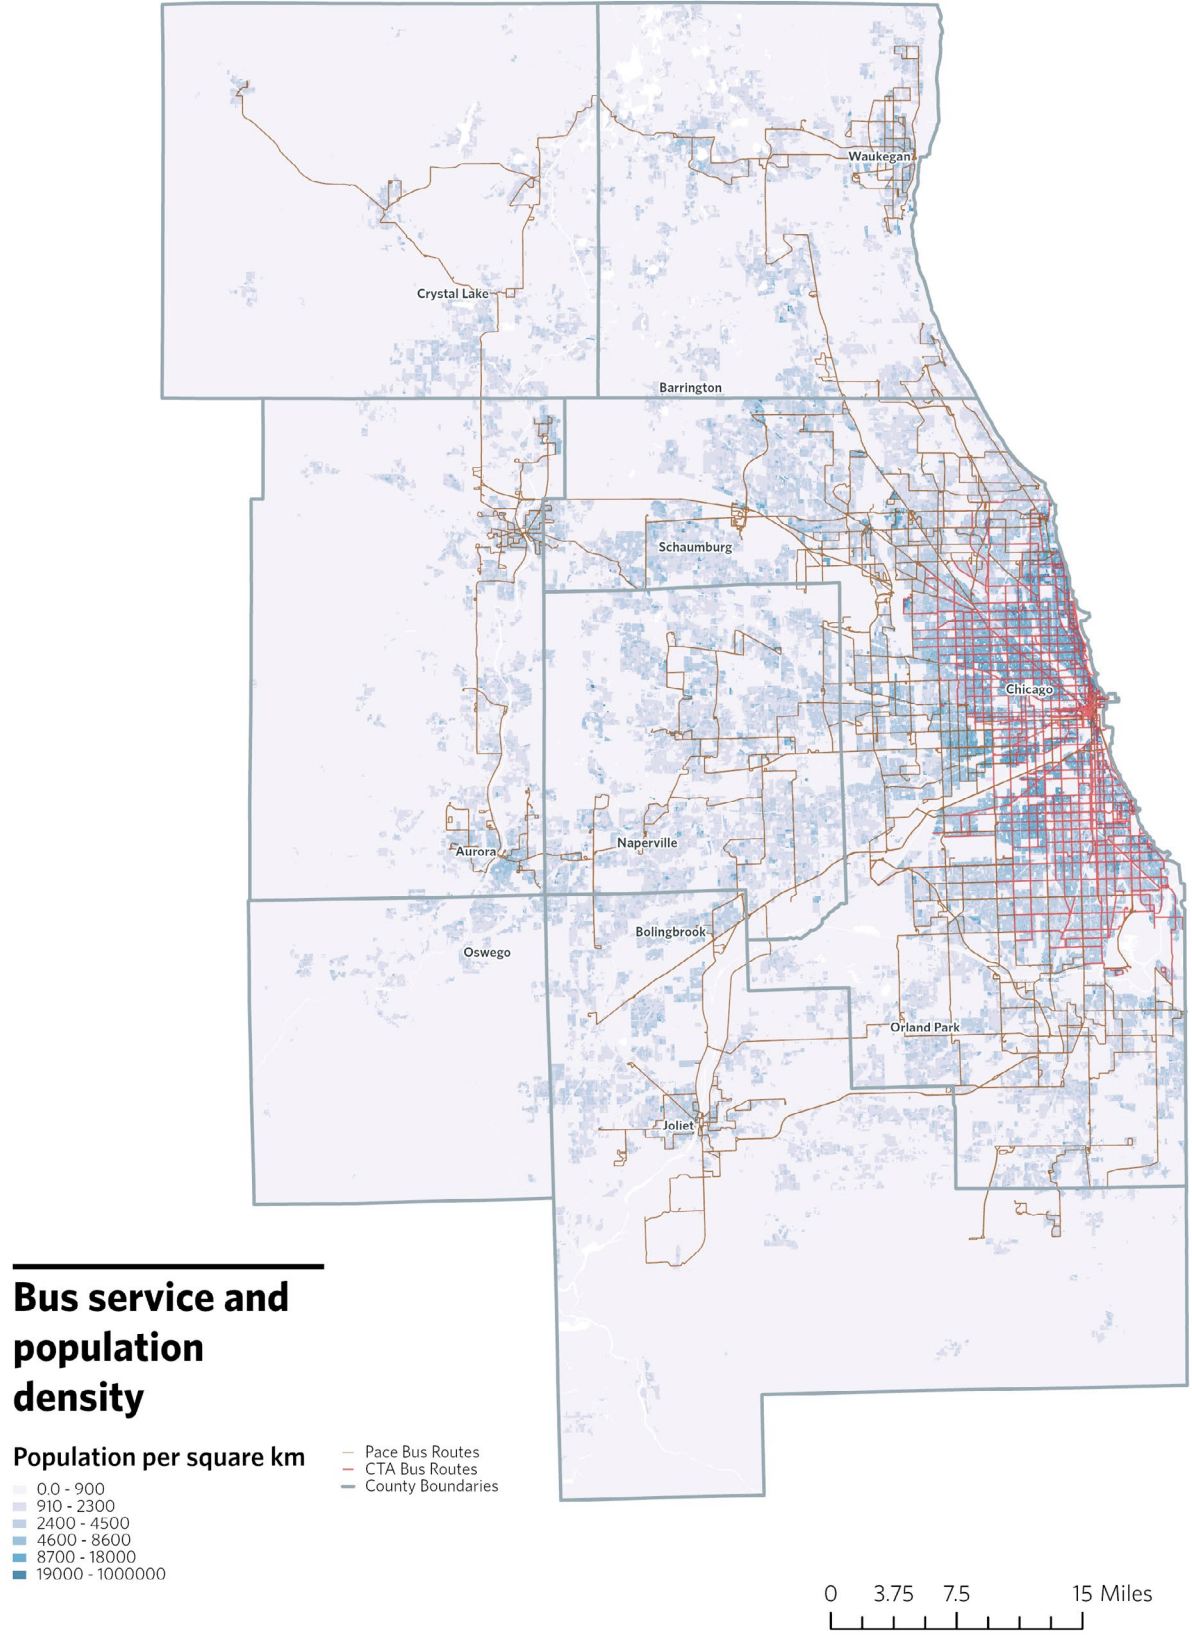 Waukegan
Crystal Lake
Barrington
Schaumburg
Chicago
Naperville
Aurora
Bolingbrook
Oswego
Orland Park
Joliet
Bus service and
population
density
Population per square km
0.0 - 900
910 - 2300
2400 - 4500
4600 - 8600
8700 - 18000
19000 - 1000000
Pace Bus Routes
CTA Bus Routes
County Boundaries
0 3.75 7.5 15 Miles